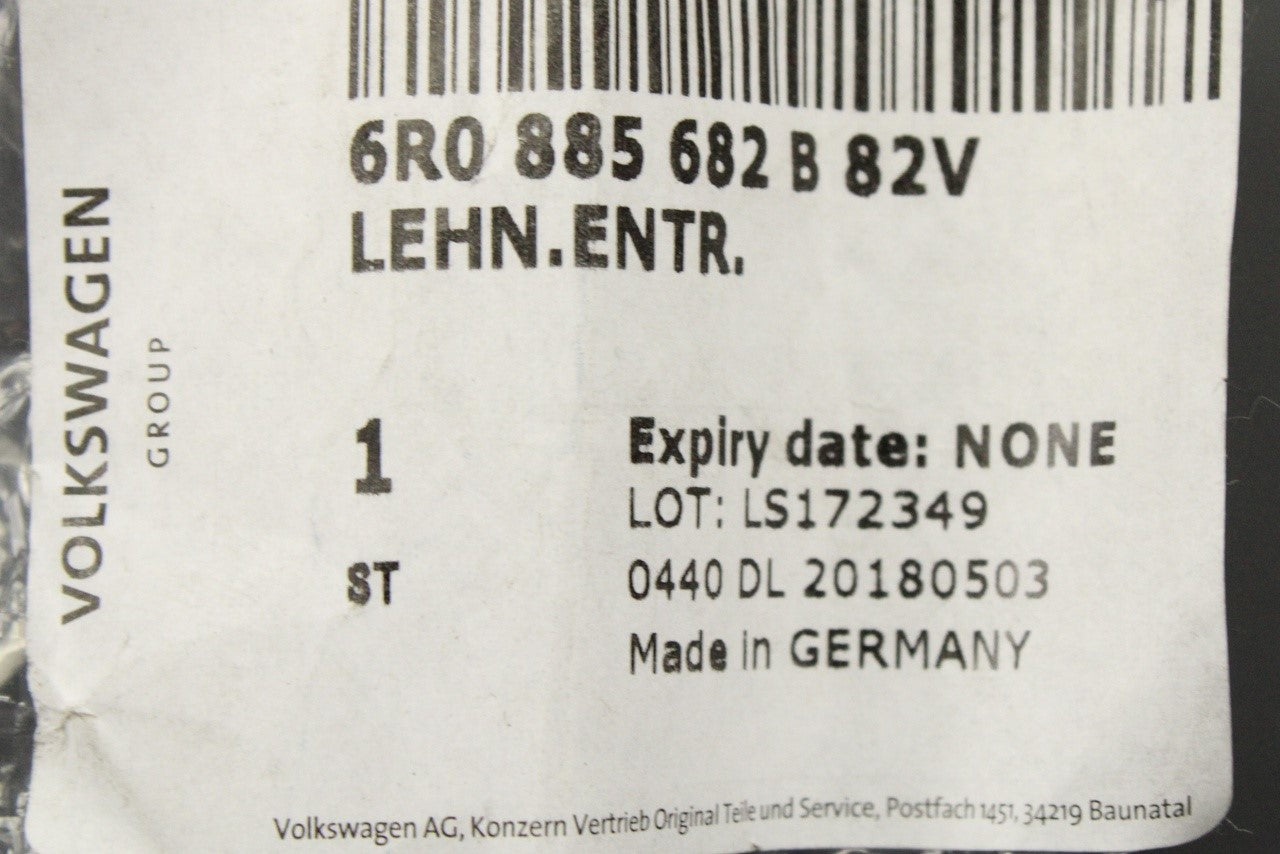 6R0 885 682 B 82V
LEHN.ENTR.
VOLKSWAGEN
GROUP
1
ST
Expiry date: NONE
LOT: LS172349
0440 DL 20180503
Made in GERMANY
Volkswagen AG, Konzern Vertrieb Original Teile und Service, Postfach 1451, 34219 Baunatal